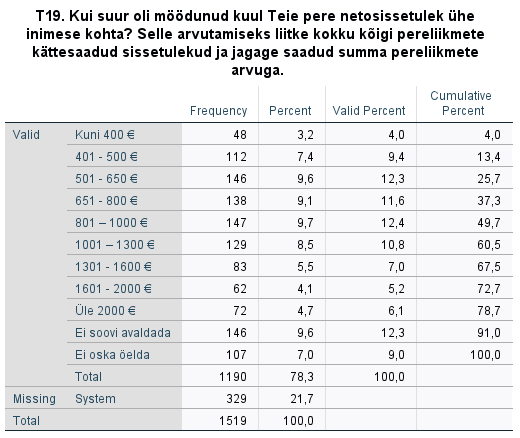 T19. Kui suur oli möödunud kuul Teie pere netosissetulek ühe
inimese kohta? Selle arvutamiseks liitke kokku kõigi pereliikmete
kättesaadud sissetulekud ja jagage saadud summa pereliikmete
arvuga.
Frequency Percent Valid Percent Cumulative Percent
Valid Kuni 400 € 48 3,2 4,0 4,0
401 - 500 € 112 7,4 9,4 13,4
501 - 650 € 146 9,6 12,3 25,7
651 - 800 € 138 9,1 11,6 37,3
801 – 1000 € 147 9,7 12,4 49,7
1001 – 1300 € 129 8,5 10,8 60,5
1301 - 1600 € 83 5,5 7,0 67,5
1601 - 2000 € 62 4,1 5,2 72,7
Üle 2000 € 72 4,7 6,1 78,7
Ei soovi avaldada 146 9,6 12,3 91,0
Ei oska öelda 107 7,0 9,0 100,0
Total 1190 78,3 100,0
Missing System 329 21,7
Total 1519 100,0